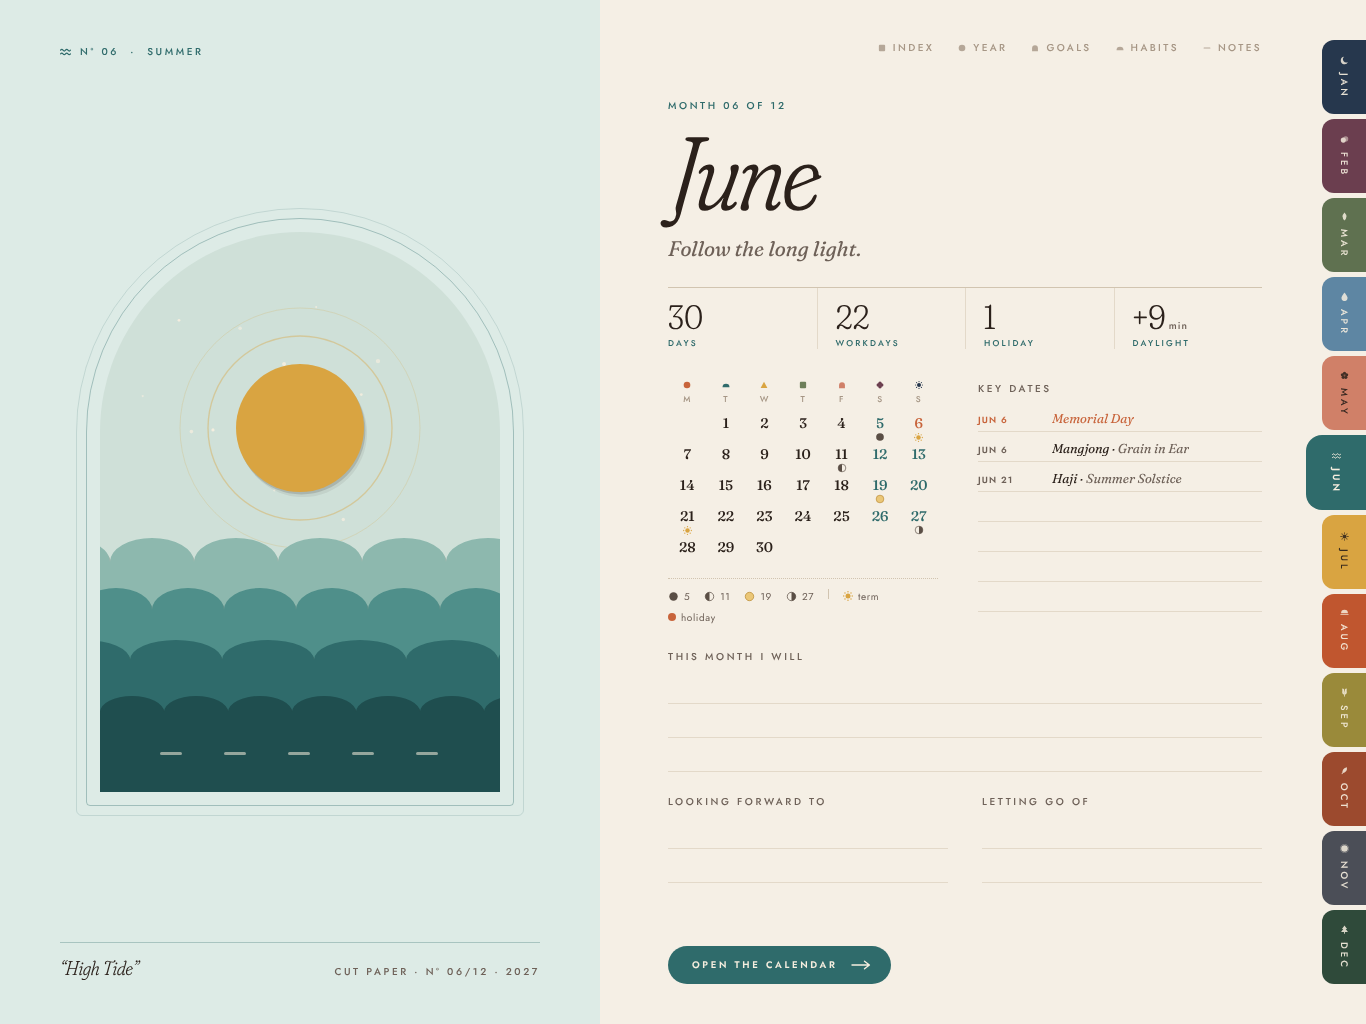 N° 06 · SUMMER
“High Tide”
CUT PAPER · N° 06/12 · 2027
INDEX YEAR GOALS HABITS NOTES
MONTH 06 OF 12
June
Follow the long light.
30 22 1 +9 min
DAYS WORKDAYS HOLIDAY DAYLIGHT
M T W T F S S
1 2 3 4 5 6
7 8 9 10 11 12 13
14 15 16 17 18 19 20
21 22 23 24 25 26 27
28 29 30
5 11 19 27 term
holiday
KEY DATES
JUN 6 Memorial Day
JUN 6 Mangjong · Grain in Ear
JUN 21 Haji · Summer Solstice
THIS MONTH I WILL
LOOKING FORWARD TO
LETTING GO OF
OPEN THE CALENDAR
JAN
FEB
MAR
APR
MAY
JUN
JUL
AUG
SEP
OCT
NOV
DEC